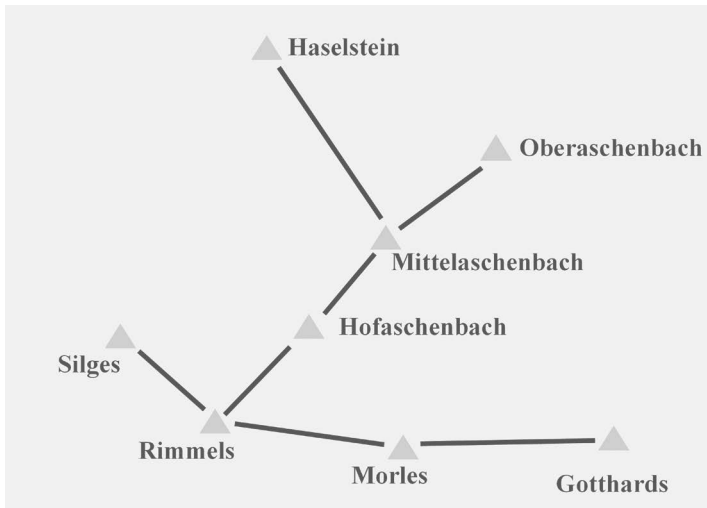 Haselstein
Oberaschenbach
Mittelaschenbach
Hofaschenbach
Silges
Rimmels
Morles
Gotthards